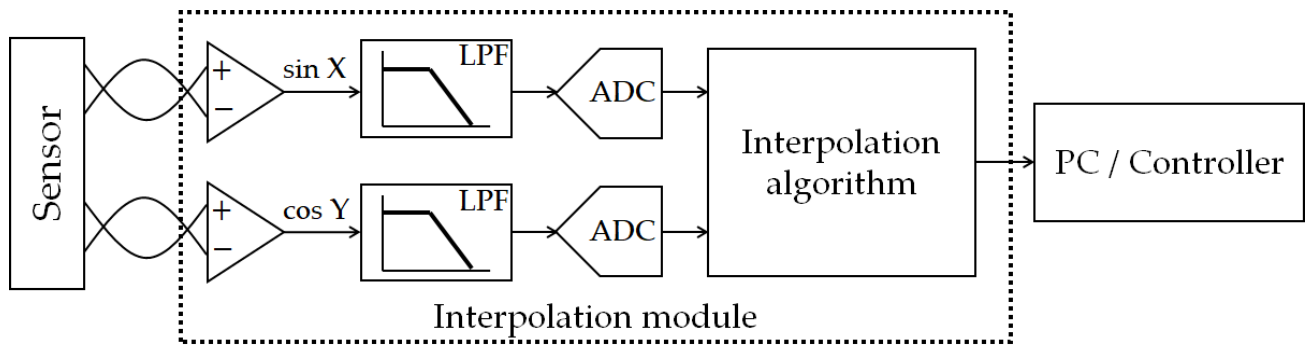 Sensor
+
−
sin X
LPF
ADC
+
−
cos Y
LPF
ADC
Interpolation
algorithm
PC / Controller
Interpolation module